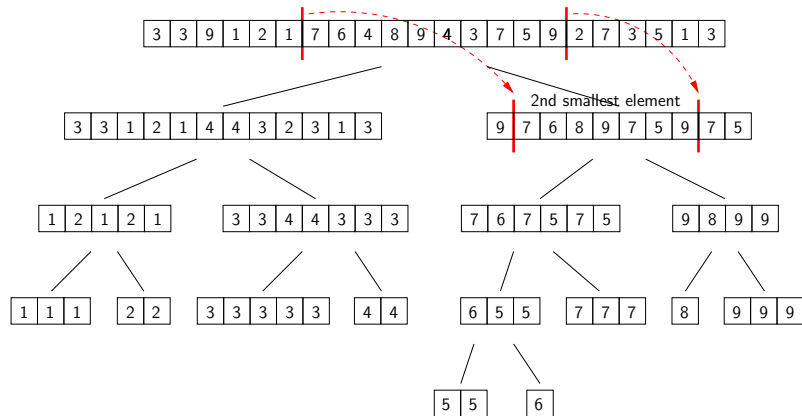 3 3 9 1 2 1 7 6 4 8 9 4 3 7 5 9 2 7 3 5 1 3
2nd smallest element
3 3 1 2 1 4 4 3 2 3 1 3
9 7 6 8 9 7 5 9 7 5
1 2 1 2 1
3 3 4 4 3 3 3
7 6 7 5 7 5
9 8 9 9
1 1 1
2 2
3 3 3 3 3
4 4
6 5 5
7 7 7
8
9 9 9
5 5
6